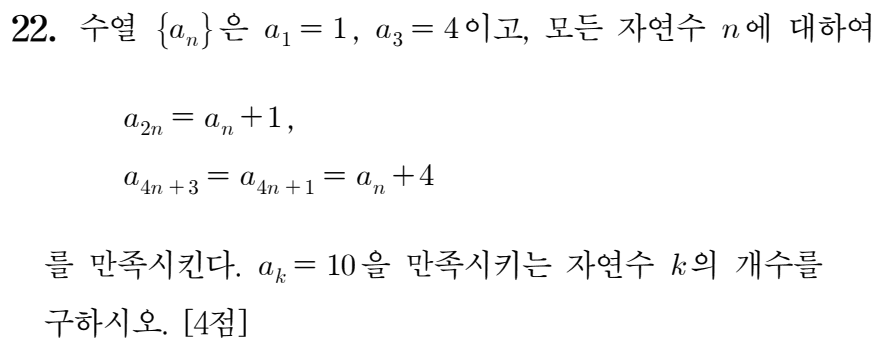 22. 수열 {aₙ}은 a₁ = 1, a₃ = 4이고, 모든 자연수 n에 대하여
a₂ₙ = aₙ + 1,
a₄ₙ₊₃ = a₄ₙ₊₁ = aₙ + 4
를 만족시킨다. aₖ = 10을 만족시키는 자연수 k의 개수를
구하시오. [4점]